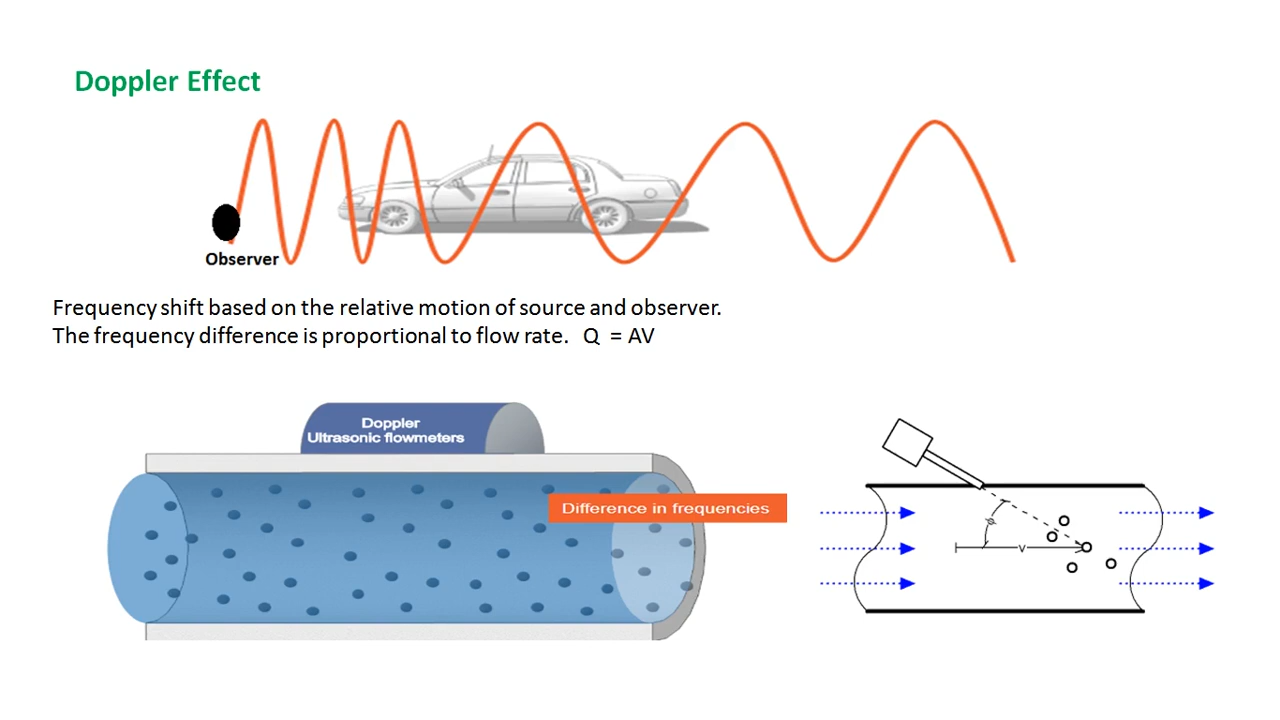 Doppler Effect
Observer
Frequency shift based on the relative motion of source and observer.
The frequency difference is proportional to flow rate. Q = AV
Doppler
Ultrasonic flowmeters
Difference in frequencies
ϕ
V